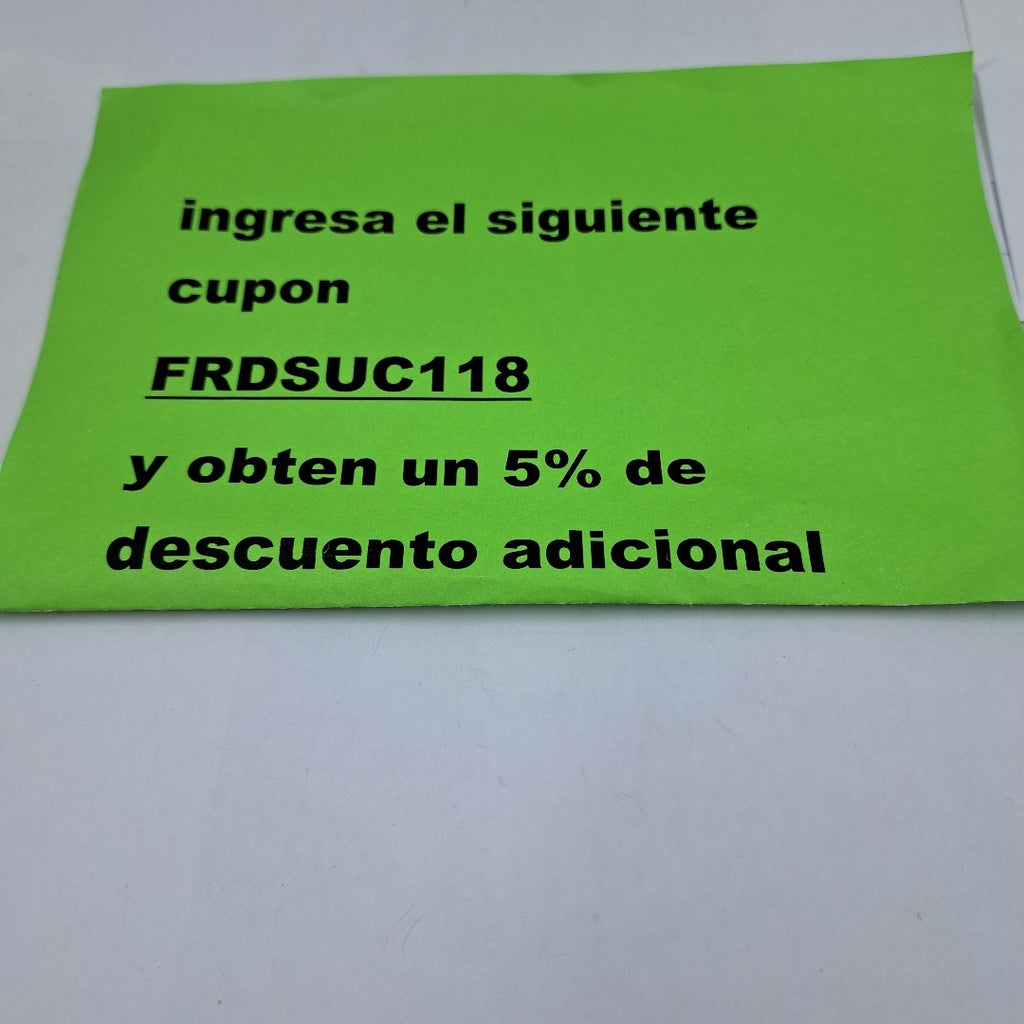 ingresa el siguiente
cupon
FRDSUC118
y obten un 5% de
descuento adicional